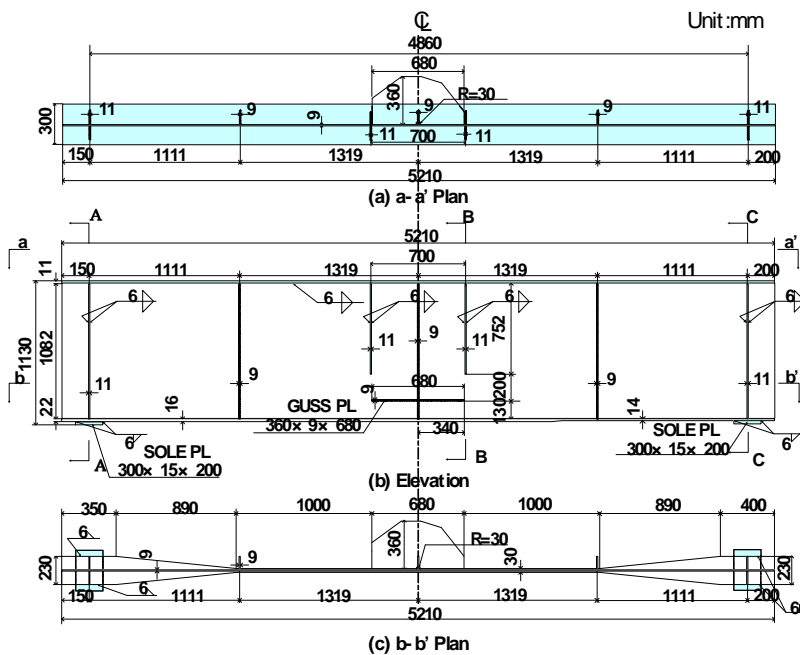 ℄ Unit:mm
4860
680
11 9 360 9 R=30 9 11
300 9
11 700 11
150 1111 1319 1319 1111 200
5210
(a) a-a' Plan
A B C
a 5210 a'
700
11 150 1111 1319 1319 1111 200
6 6 6 6 6
1130 1082 11 9 11 9 11 752 9 11
b 680 200 b'
9
22 16 GUSS PL 130 14
360×9×680 340
6 SOLE PL SOLE PL 6
300×15×200 300×15×200
A B C
(b) Elevation
350 890 1000 680 1000 890 400
6 9 9 360 R=30 30
230 230
6 6
150 1111 1319 1319 1111 200
5210
(c) b-b' Plan